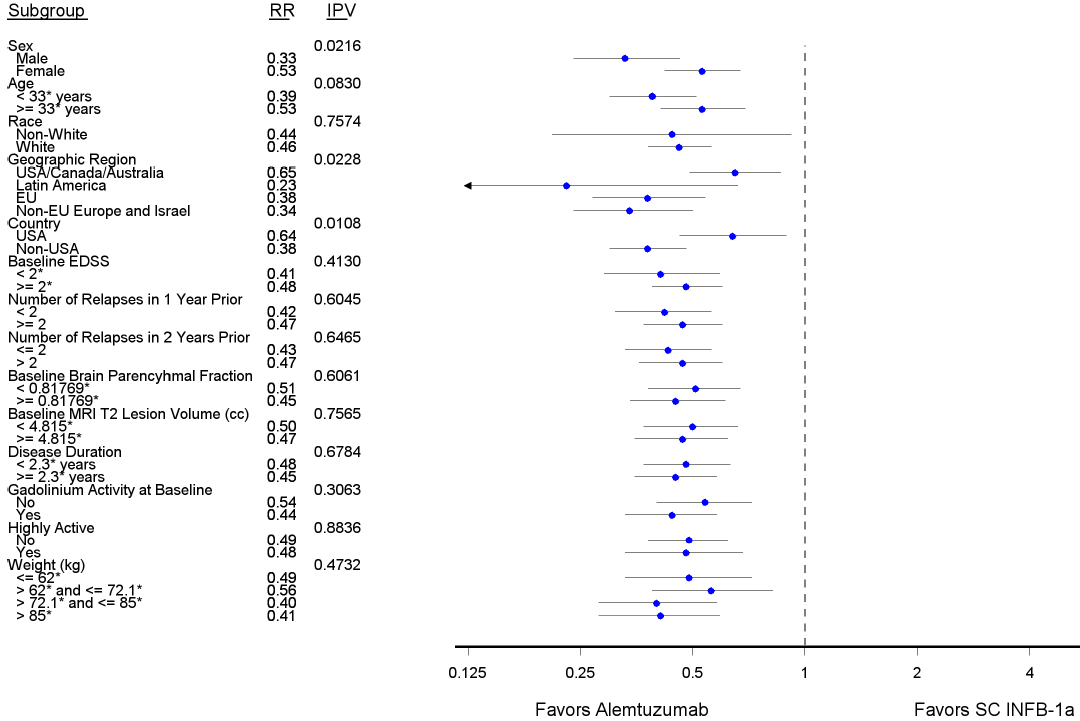 Subgroup RR IPV
Sex 0.0216
Male 0.33
Female 0.53
Age 0.0830
< 33* years 0.39
>= 33* years 0.53
Race 0.7574
Non-White 0.44
White 0.46
Geographic Region 0.0228
USA/Canada/Australia 0.65
Latin America 0.23
EU 0.38
Non-EU Europe and Israel 0.34
Country 0.0108
USA 0.64
Non-USA 0.38
Baseline EDSS 0.4130
< 2* 0.41
>= 2* 0.48
Number of Relapses in 1 Year Prior 0.6045
< 2 0.42
>= 2 0.47
Number of Relapses in 2 Years Prior 0.6465
<= 2 0.43
> 2 0.47
Baseline Brain Parencyhmal Fraction 0.6061
< 0.81769* 0.51
>= 0.81769* 0.45
Baseline MRI T2 Lesion Volume (cc) 0.7565
< 4.815* 0.50
>= 4.815* 0.47
Disease Duration 0.6784
< 2.3* years 0.48
>= 2.3* years 0.45
Gadolinium Activity at Baseline 0.3063
No 0.54
Yes 0.44
Highly Active 0.8836
No 0.49
Yes 0.48
Weight (kg) 0.4732
<= 62* 0.49
> 62* and <= 72.1* 0.56
> 72.1* and <= 85* 0.40
> 85* 0.41
0.125 0.25 0.5 1 2 4
Favors Alemtuzumab Favors SC INFB-1a